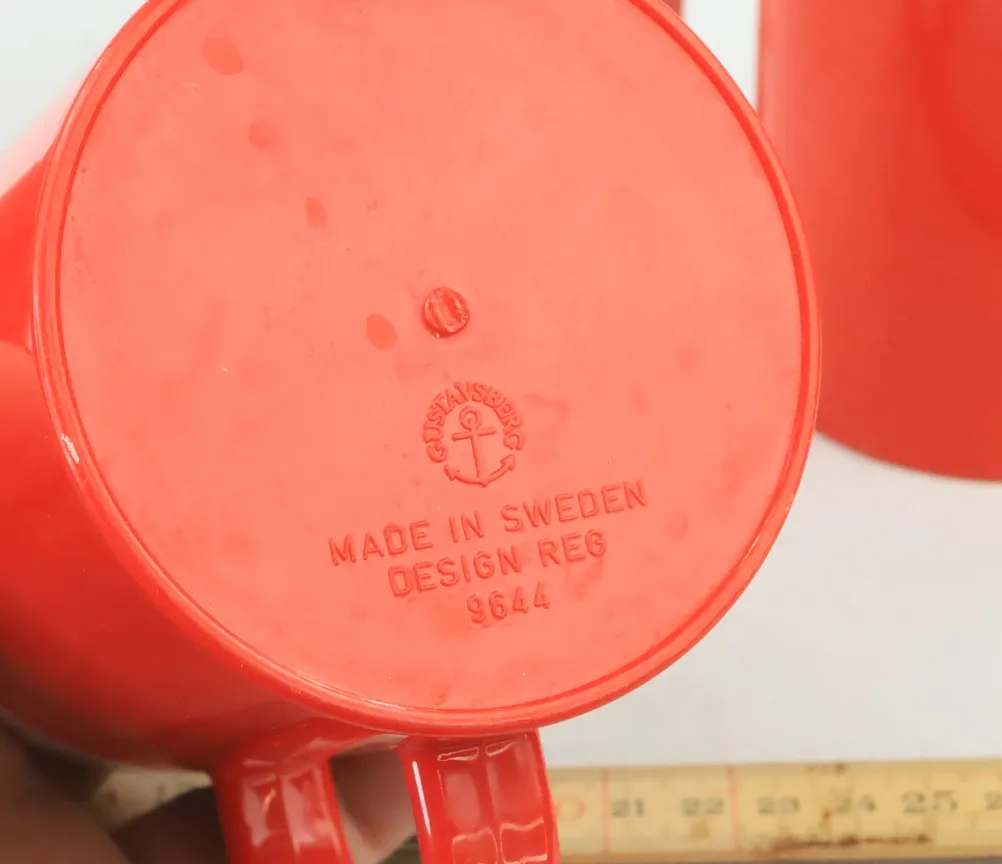 GUSTAVSBERG
MADE IN SWEDEN
DESIGN REG
9644
21 22 23 24 25